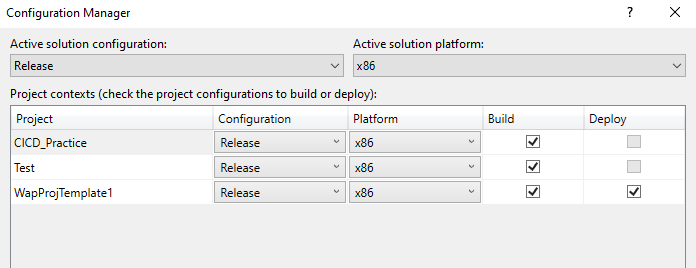 Configuration Manager ?
Active solution configuration: Active solution platform:
Release x86
Project contexts (check the project configurations to build or deploy):
Project Configuration Platform Build Deploy
CICD_Practice Release x86
Test Release x86
WapProjTemplate1 Release x86